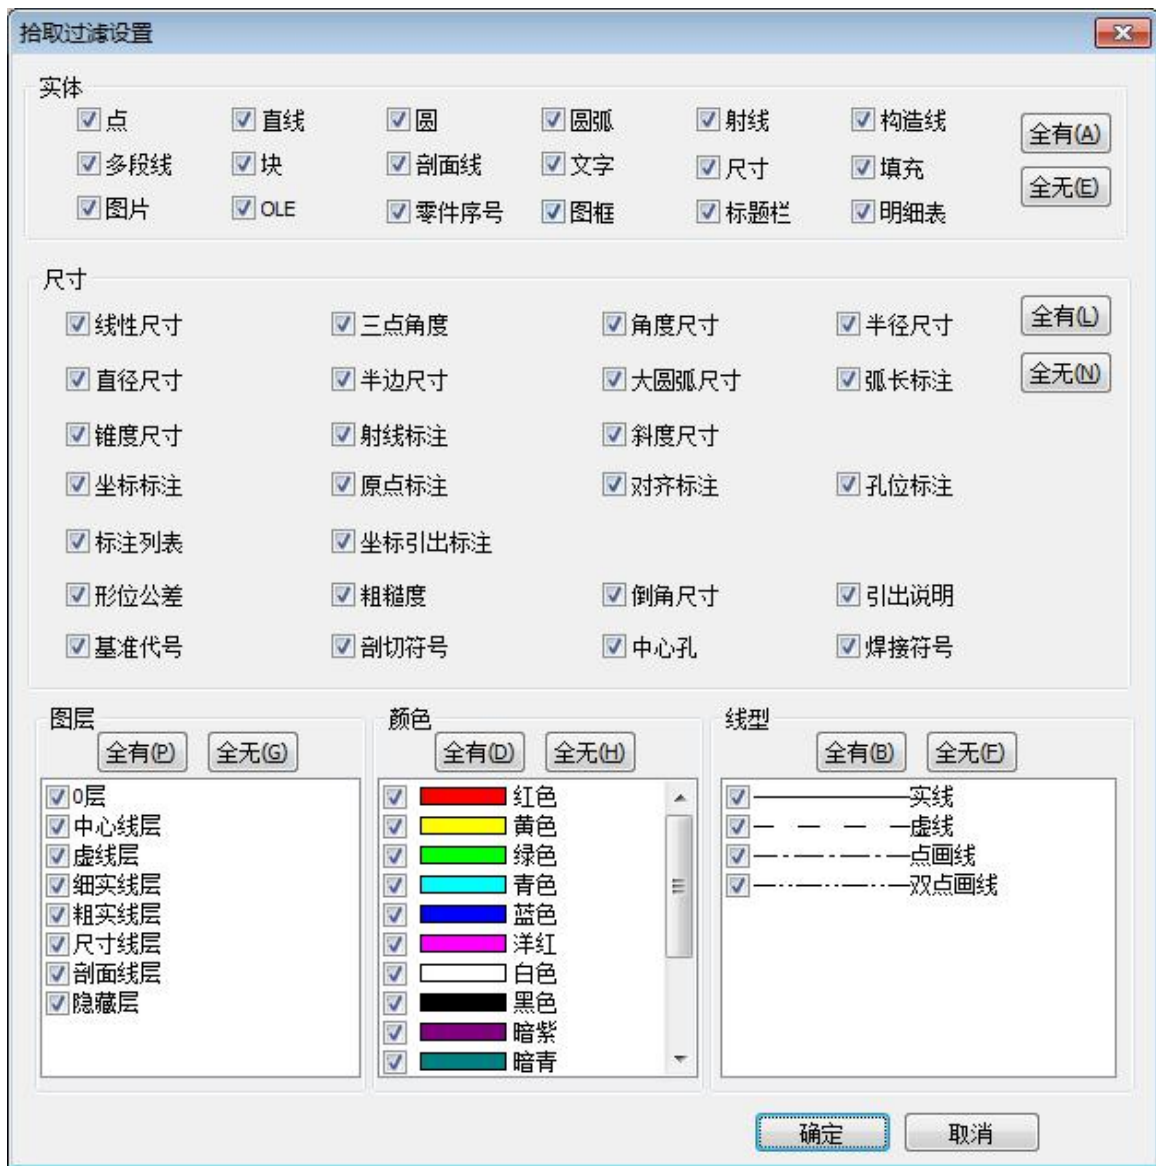 拾取过滤设置
实体
点 直线 圆 圆弧 射线 构造线 全有(A)
多段线 块 剖面线 文字 尺寸 填充 全无(E)
图片 OLE 零件序号 图框 标题栏 明细表
尺寸
线性尺寸 三点角度 角度尺寸 半径尺寸 全有(L)
直径尺寸 半边尺寸 大圆弧尺寸 弧长标注 全无(N)
锥度尺寸 射线标注 斜度尺寸
坐标标注 原点标注 对齐标注 孔位标注
标注列表 坐标引出标注
形位公差 粗糙度 倒角尺寸 引出说明
基准代号 剖切符号 中心孔 焊接符号
图层
全有(P) 全无(G)
0层
中心线层
虚线层
细实线层
粗实线层
尺寸线层
剖面线层
隐藏层
颜色
全有(D) 全无(H)
红色
黄色
绿色
青色
蓝色
洋红
白色
黑色
暗紫
暗青
线型
全有(B) 全无(F)
实线
虚线
点画线
双点画线
确定 取消